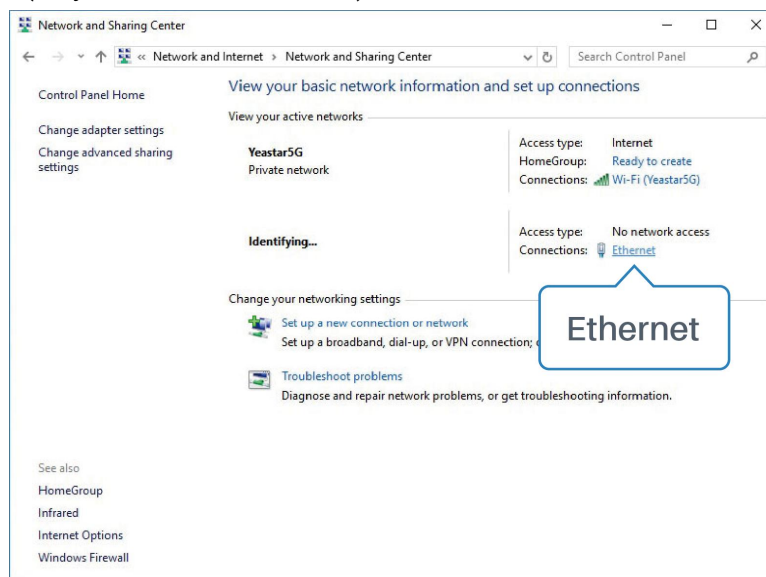 Network and Sharing Center
« Network and Internet > Network and Sharing Center
Search Control Panel
Control Panel Home
Change adapter settings
Change advanced sharing
settings
View your basic network information and set up connections
View your active networks
Yeastar5G
Private network
Access type: Internet
HomeGroup: Ready to create
Connections: Wi-Fi (Yeastar5G)
Identifying...
Access type: No network access
Connections: Ethernet
Ethernet
Change your networking settings
Set up a new connection or network
Set up a broadband, dial-up, or VPN connection;
Troubleshoot problems
Diagnose and repair network problems, or get troubleshooting information.
See also
HomeGroup
Infrared
Internet Options
Windows Firewall